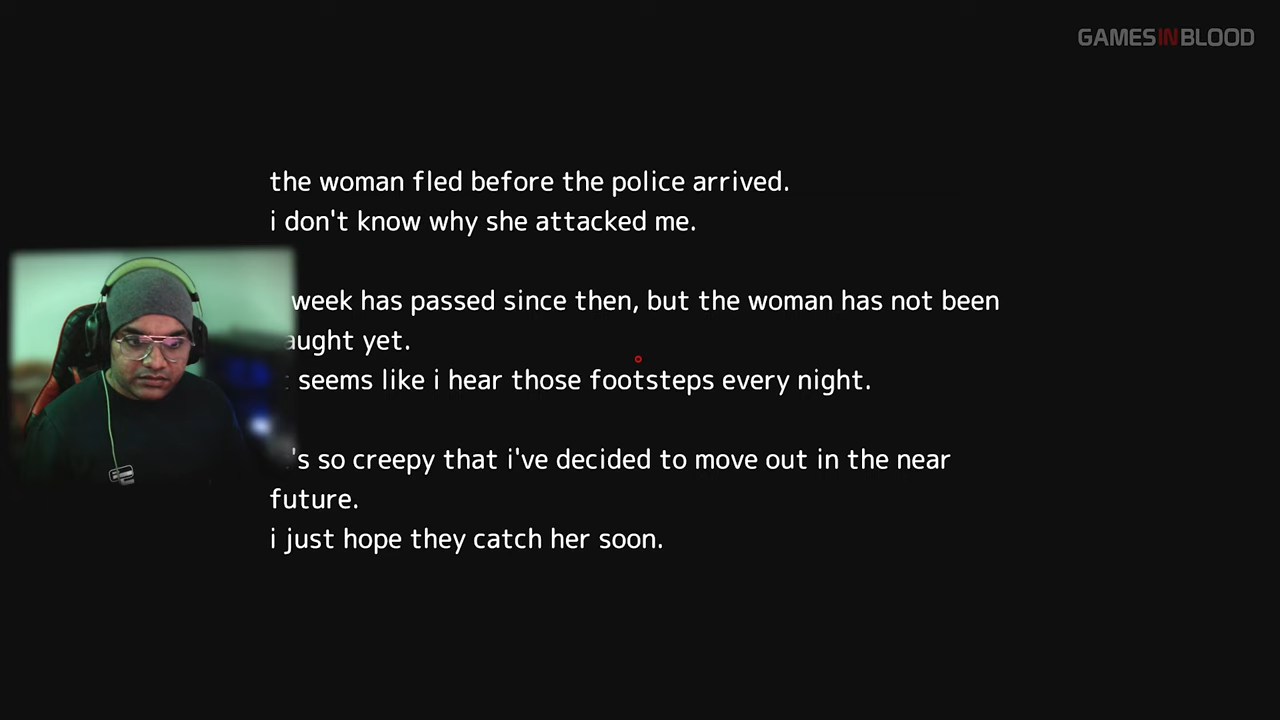 GAMESINBLOOD
the woman fled before the police arrived.
i don't know why she attacked me.
week has passed since then, but the woman has not been
aught yet.
seems like i hear those footsteps every night.
's so creepy that i've decided to move out in the near
future.
i just hope they catch her soon.